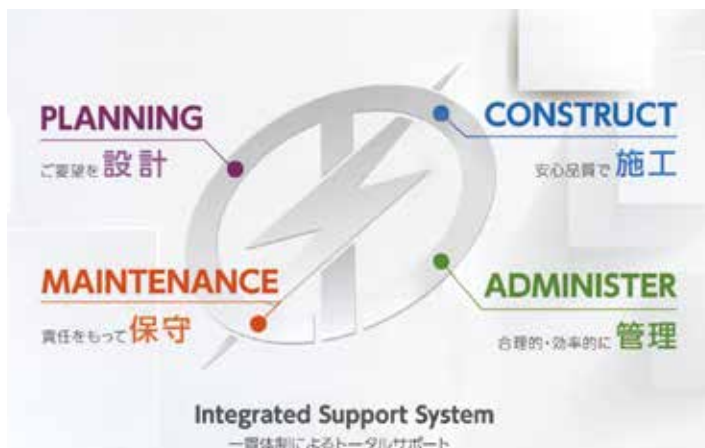 PLANNING
ご要望を 設計
CONSTRUCT
安心品質で 施工
MAINTENANCE
責任をもって 保守
ADMINISTER
合理的・効率的に 管理
Integrated Support System
一貫体制によるトータルサポート